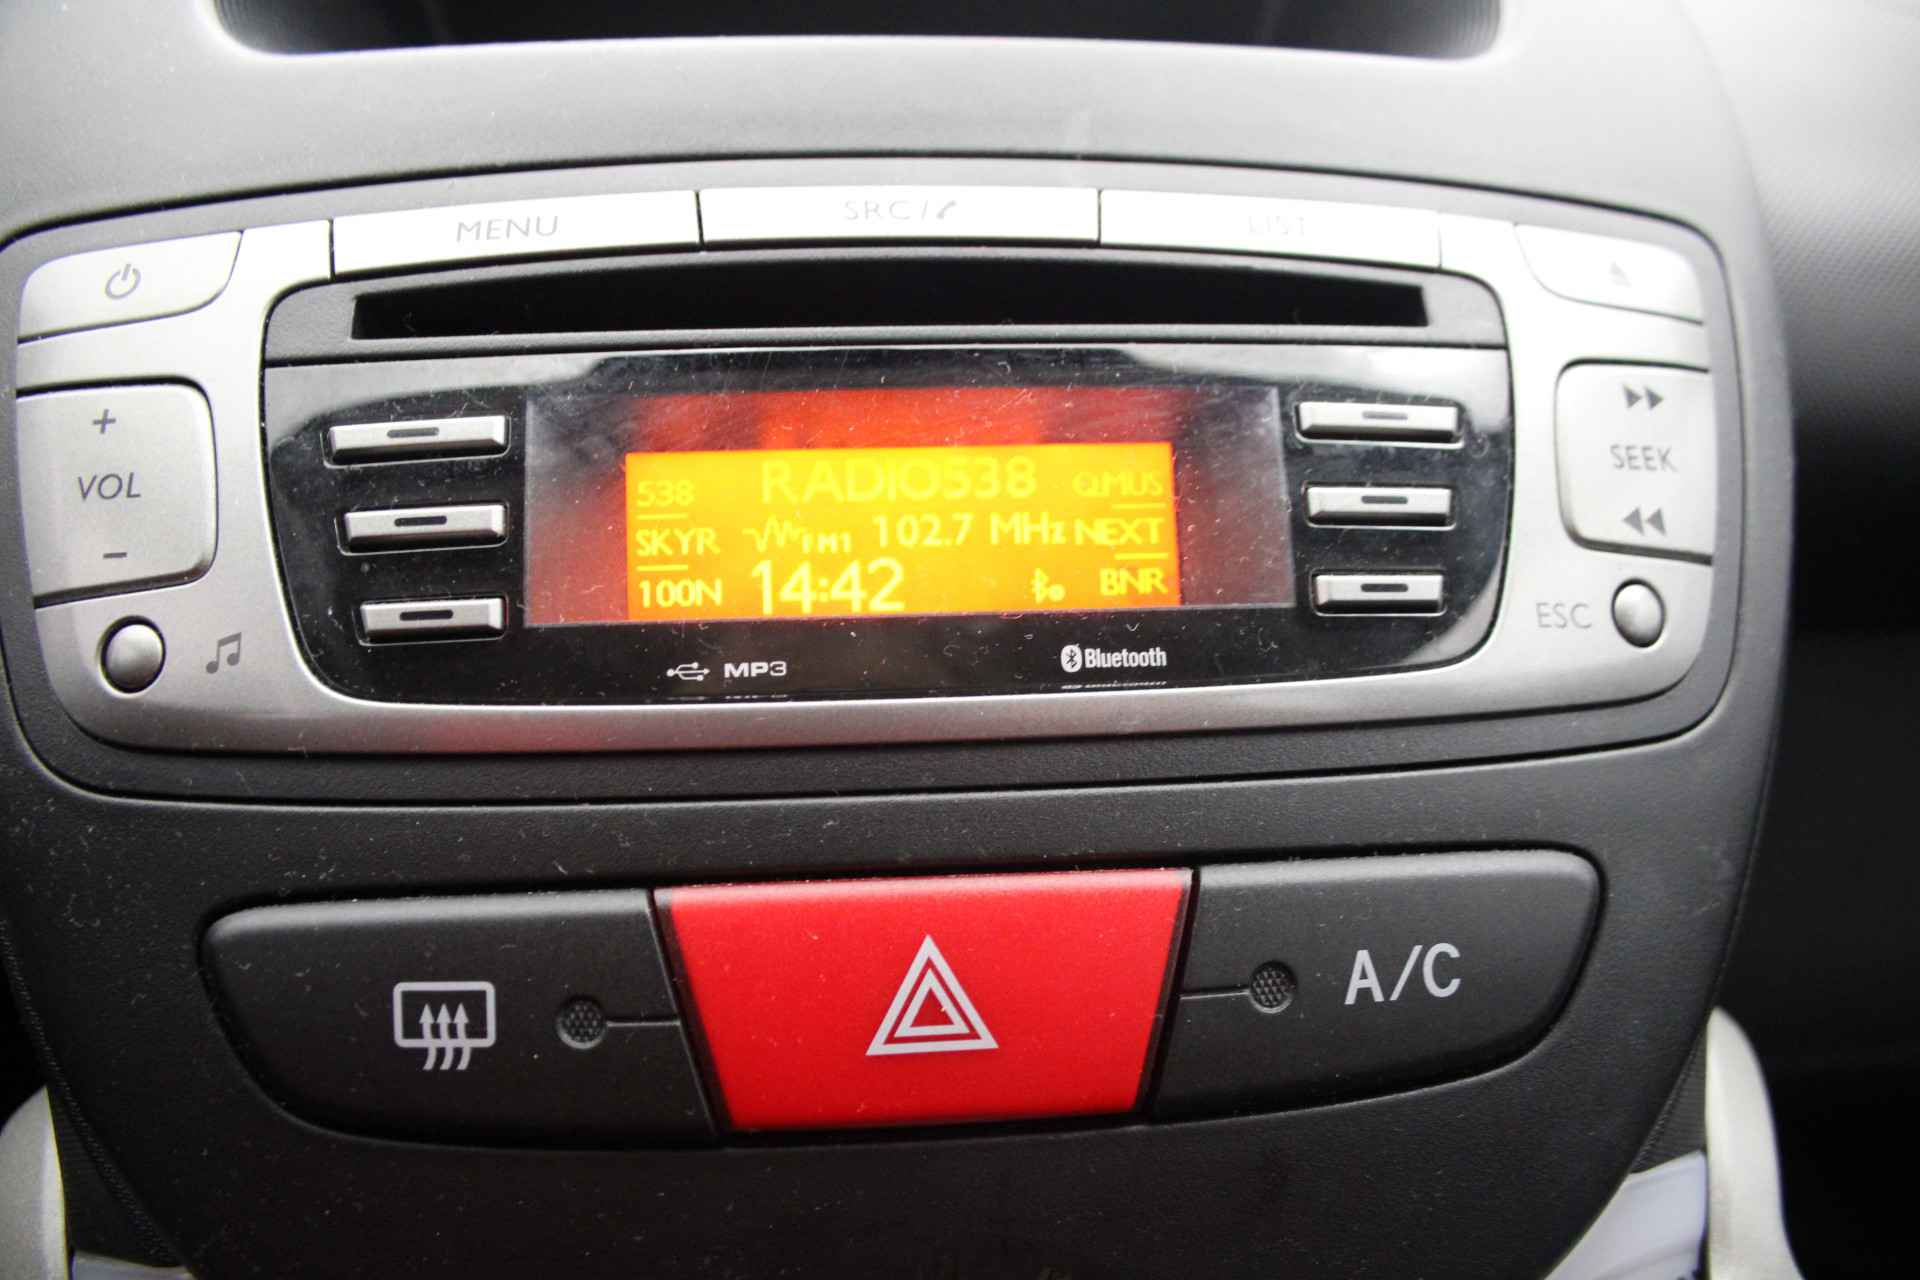 MENU
SRC/
LIST
+
VOL
-
SEEK
ESC
538 RADIO538 Q.MUS
SKYR FM1 102.7 MHz NEXT
100N 14:42 BNR
MP3
Bluetooth
A/C